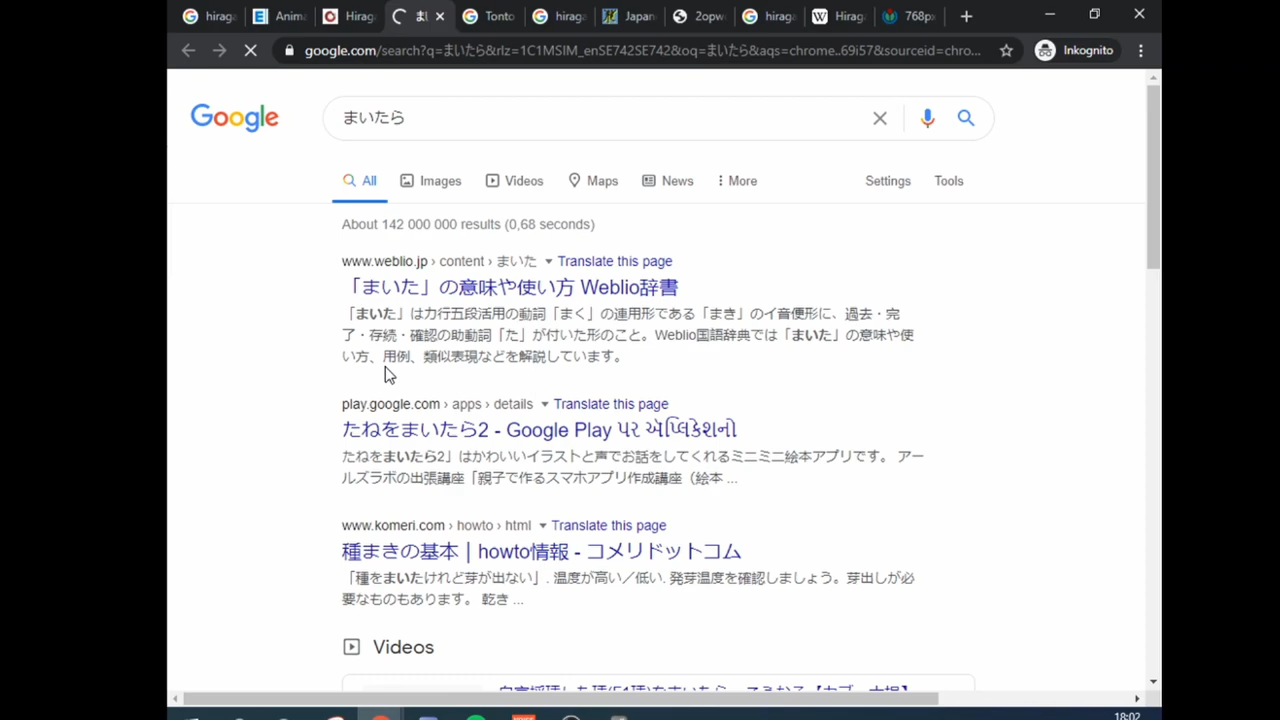 hiraga
Anima
Hiraga
まい
Tonto
hiraga
Japan
2opw
hiraga
Hiraga
768px
google.com/search?q=まいたら&rlz=1C1MSIM_enSE742SE742&oq=まいたら&aqs=chrome..69i57&sourceid=chro...
Inkognito
Google
まいたら
All Images Videos Maps News More Settings Tools
About 142 000 000 results (0,68 seconds)
www.weblio.jp › content › まいた Translate this page
「まいた」の意味や使い方 Weblio辞書
「まいた」はカ行五段活用の動詞「まく」の連用形である「まき」のイ音便形に、過去・完
了・存続・確認の助動詞「た」が付いた形のこと。Weblio国語辞典では「まいた」の意味や使
い方、用例、類似表現などを解説しています。
play.google.com › apps › details Translate this page
たねをまいたら2 - Google Play પર ઍપ્લિકેશનો
たねをまいたら2」はかわいいイラストと声でお話をしてくれるミニミニ絵本アプリです。 アー
ルズラボの出張講座「親子で作るスマホアプリ作成講座（絵本 ...
www.komeri.com › howto › html Translate this page
種まきの基本｜howto情報 - コメリドットコム
「種をまいたけれど芽が出ない」. 温度が高い／低い. 発芽温度を確認しましょう。芽出しが必
要なものもあります。 乾き ...
Videos
18:02